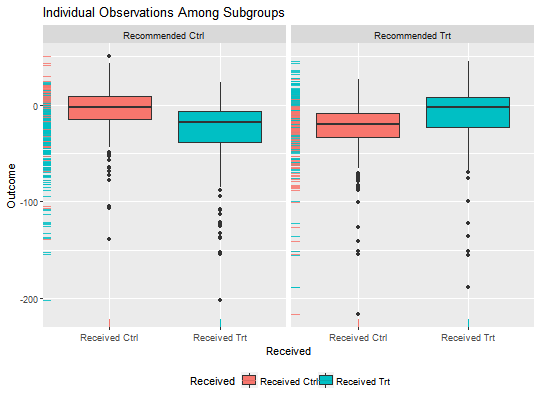 Individual Observations Among Subgroups
Recommended Ctrl
Recommended Trt
Outcome
0
-100
-200
Received Ctrl
Received Trt
Received Ctrl
Received Trt
Received
Received
Received Ctrl
Received Trt